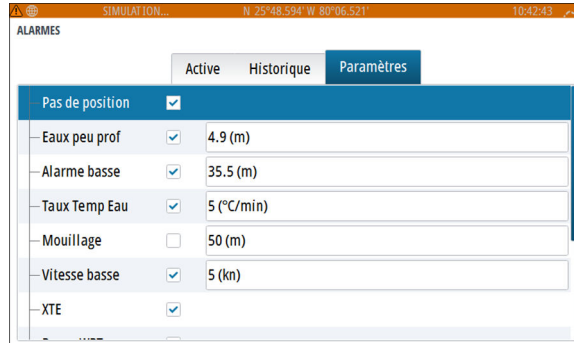 SIMULATION... N 25°48.594' W 80°06.521' 10:42:43
ALARMES
Active Historique Paramètres
Pas de position
Eaux peu prof 4.9 (m)
Alarme basse 35.5 (m)
Taux Temp Eau 5 (°C/min)
Mouillage 50 (m)
Vitesse basse 5 (kn)
XTE